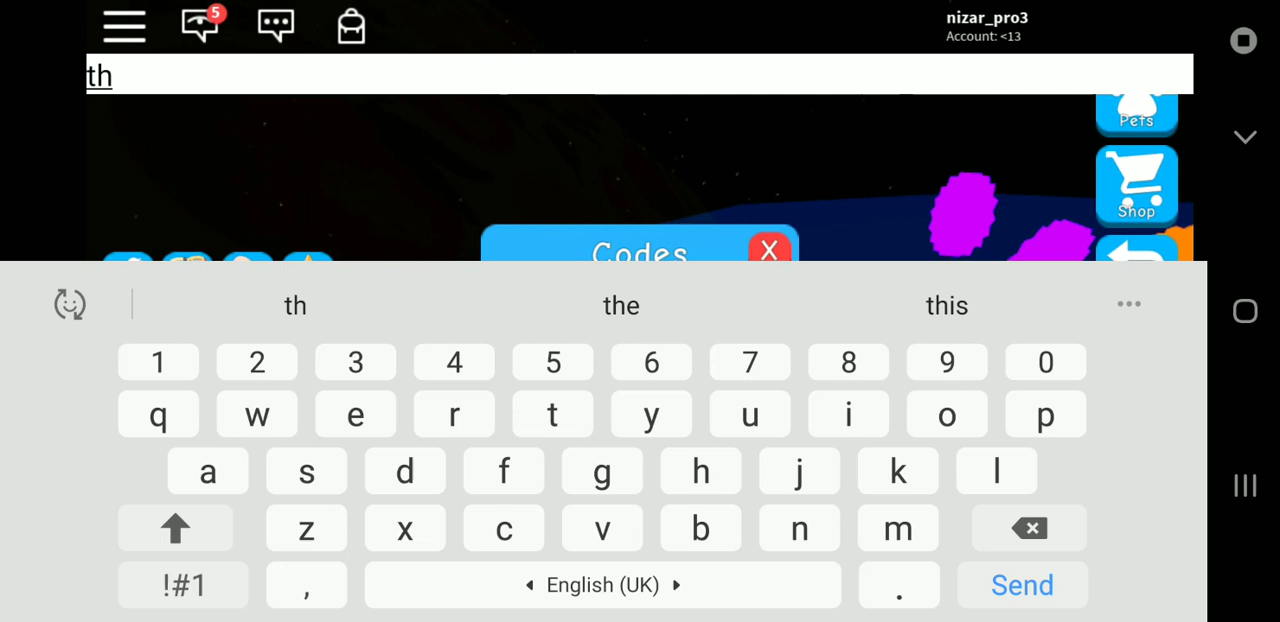 5
nizar_pro3
Account: <13
th
Pets
Shop
Codes
X
th the this
1 2 3 4 5 6 7 8 9 0
q w e r t y u i o p
a s d f g h j k l
z x c v b n m
!#1 , English (UK) . Send